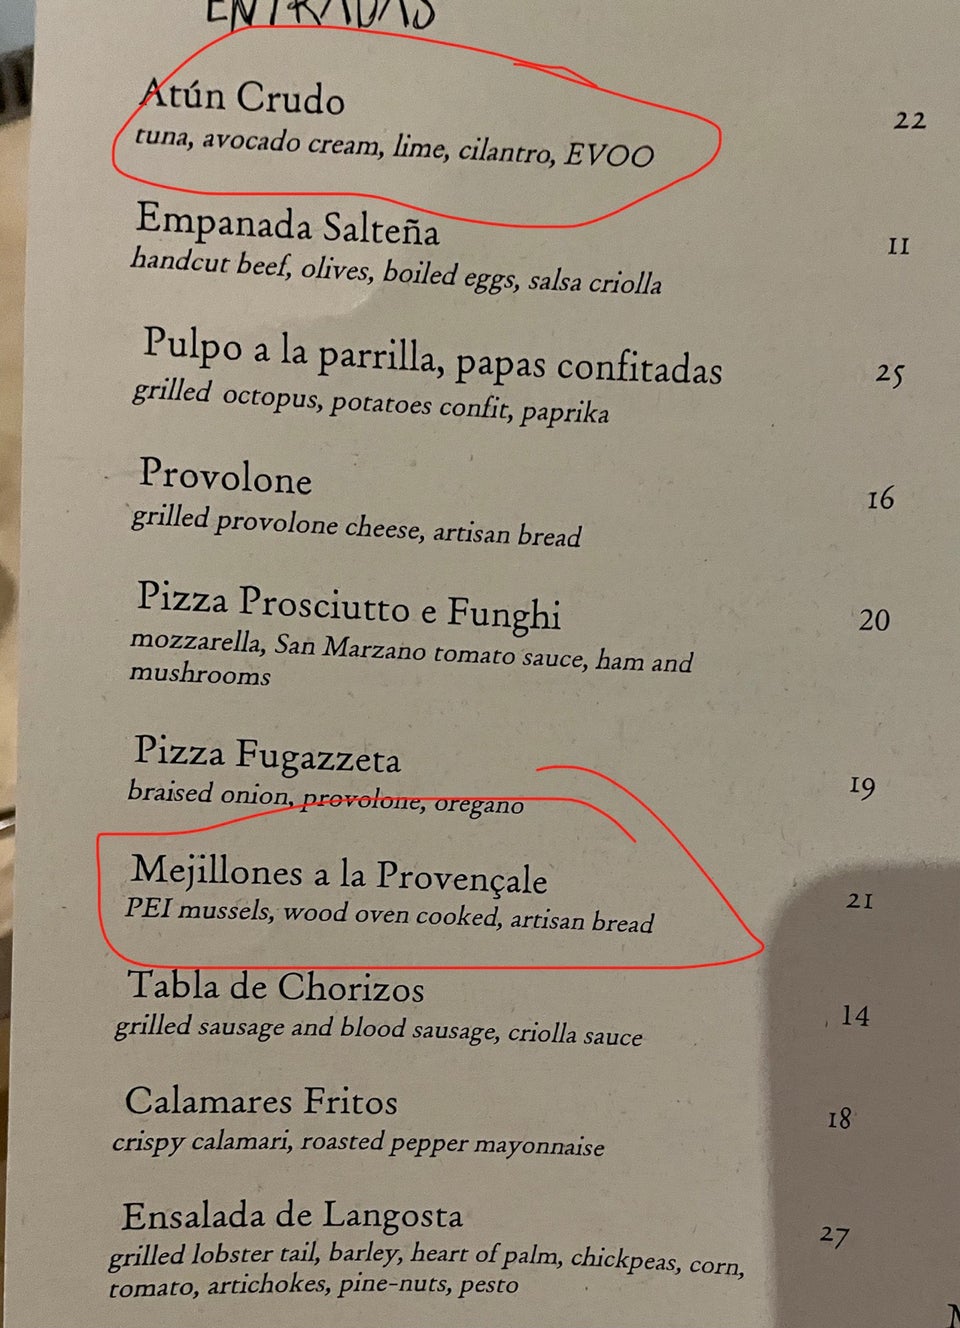 ENTRADAS
Atún Crudo 22
tuna, avocado cream, lime, cilantro, EVOO
Empanada Salteña 11
handcut beef, olives, boiled eggs, salsa criolla
Pulpo a la parrilla, papas confitadas 25
grilled octopus, potatoes confit, paprika
Provolone 16
grilled provolone cheese, artisan bread
Pizza Prosciutto e Funghi 20
mozzarella, San Marzano tomato sauce, ham and
mushrooms
Pizza Fugazzeta 19
braised onion, provolone, oregano
Mejillones a la Provençale 21
PEI mussels, wood oven cooked, artisan bread
Tabla de Chorizos 14
grilled sausage and blood sausage, criolla sauce
Calamares Fritos 18
crispy calamari, roasted pepper mayonnaise
Ensalada de Langosta 27
grilled lobster tail, barley, heart of palm, chickpeas, corn,
tomato, artichokes, pine-nuts, pesto